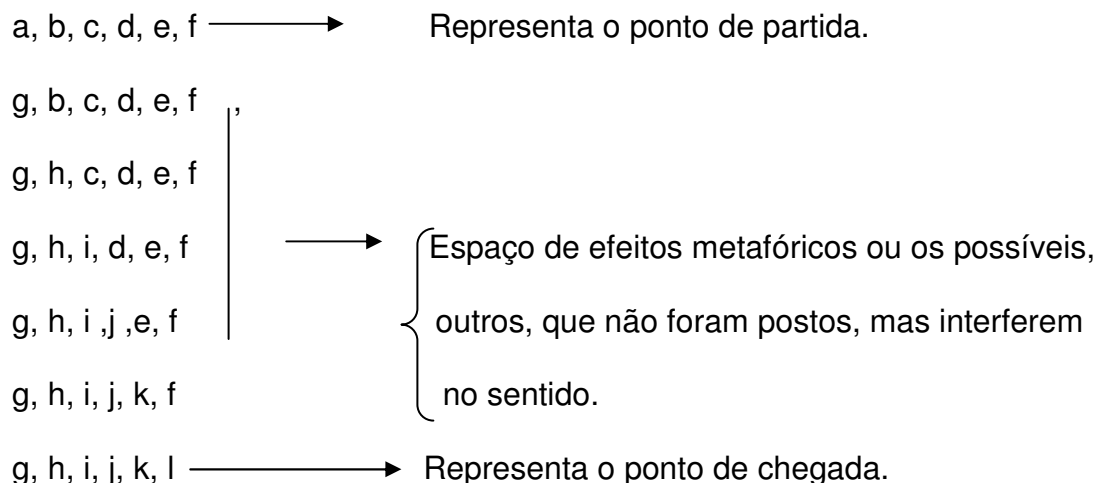 a, b, c, d, e, f Representa o ponto de partida.
g, b, c, d, e, f ,
g, h, c, d, e, f
g, h, i, d, e, f Espaço de efeitos metafóricos ou os possíveis,
g, h, i ,j ,e, f outros, que não foram postos, mas interferem
g, h, i, j, k, f no sentido.
g, h, i, j, k, l Representa o ponto de chegada.